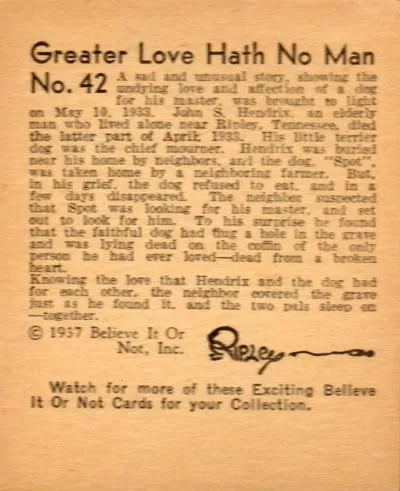 Greater Love Hath No Man
No. 42 A sad and unusual story, showing the
undying love and affection of a dog
for his master, was brought to light
on May 10, 1933. John S. Hendrix, an elderly
man who lived alone near Ripley, Tennessee, died
the latter part of April, 1933. His little terrier
dog was the chief mourner. Hendrix was buried
near his home by neighbors, and the dog, "Spot",
was taken home by a neighboring farmer. But,
in his grief, the dog refused to eat, and in a
few days disappeared. The neighbor suspected
that Spot was looking for his master, and set
out to look for him. To his surprise he found
that the faithful dog had dug a hole in the grave
and was lying dead on the coffin of the only
person he had ever loved—dead from a broken
heart.
Knowing the love that Hendrix and the dog had
for each other, the neighbor covered the grave
just as he found it, and the two pals sleep on
—together.
© 1937 Believe It Or
Not, Inc.
Ripley
Watch for more of these Exciting Believe
It Or Not Cards for your Collection.